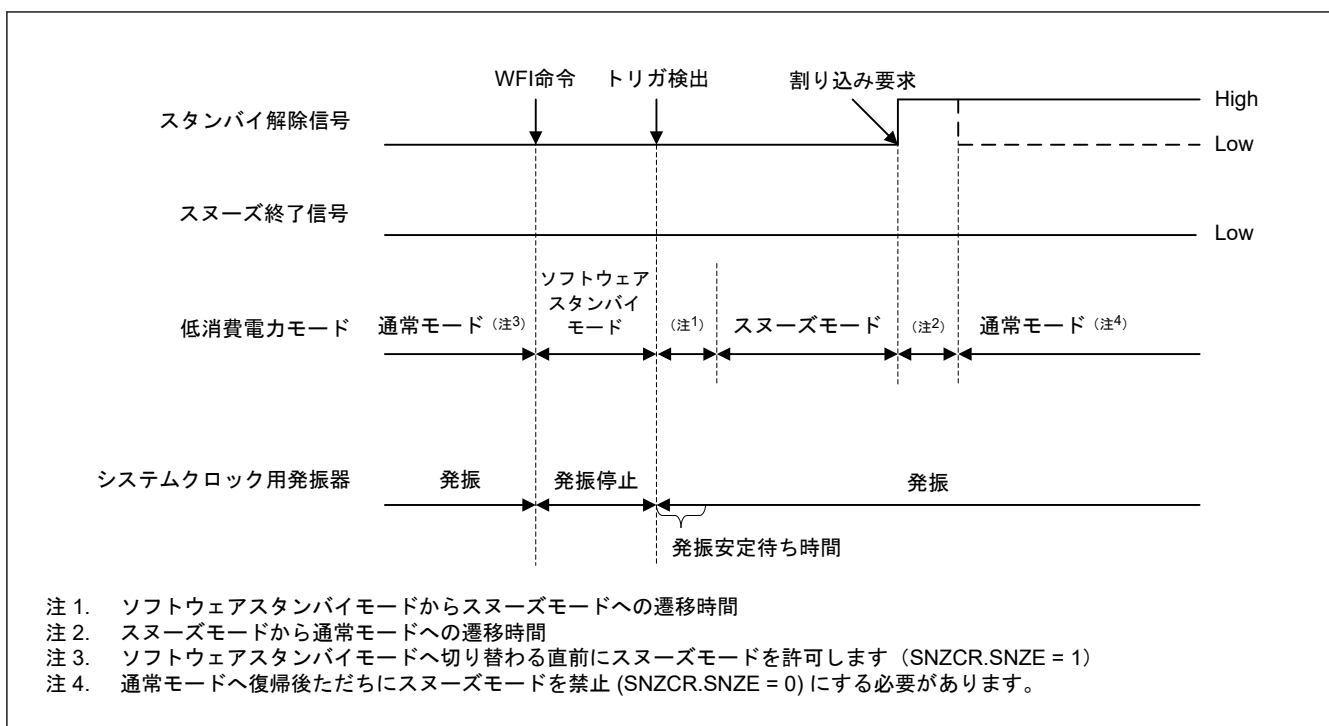 WFI命令 トリガ検出 割り込み要求
スタンバイ解除信号
High
Low
スヌーズ終了信号
Low
低消費電力モード
通常モード（注3）
ソフトウェア
スタンバイ
モード
（注1）
スヌーズモード
（注2）
通常モード（注4）
システムクロック用発振器
発振
発振停止
発振
発振安定待ち時間
注 1. ソフトウェアスタンバイモードからスヌーズモードへの遷移時間
注 2. スヌーズモードから通常モードへの遷移時間
注 3. ソフトウェアスタンバイモードへ切り替わる直前にスヌーズモードを許可します（SNZCR.SNZE = 1）
注 4. 通常モードへ復帰後ただちにスヌーズモードを禁止 (SNZCR.SNZE = 0) にする必要があります。